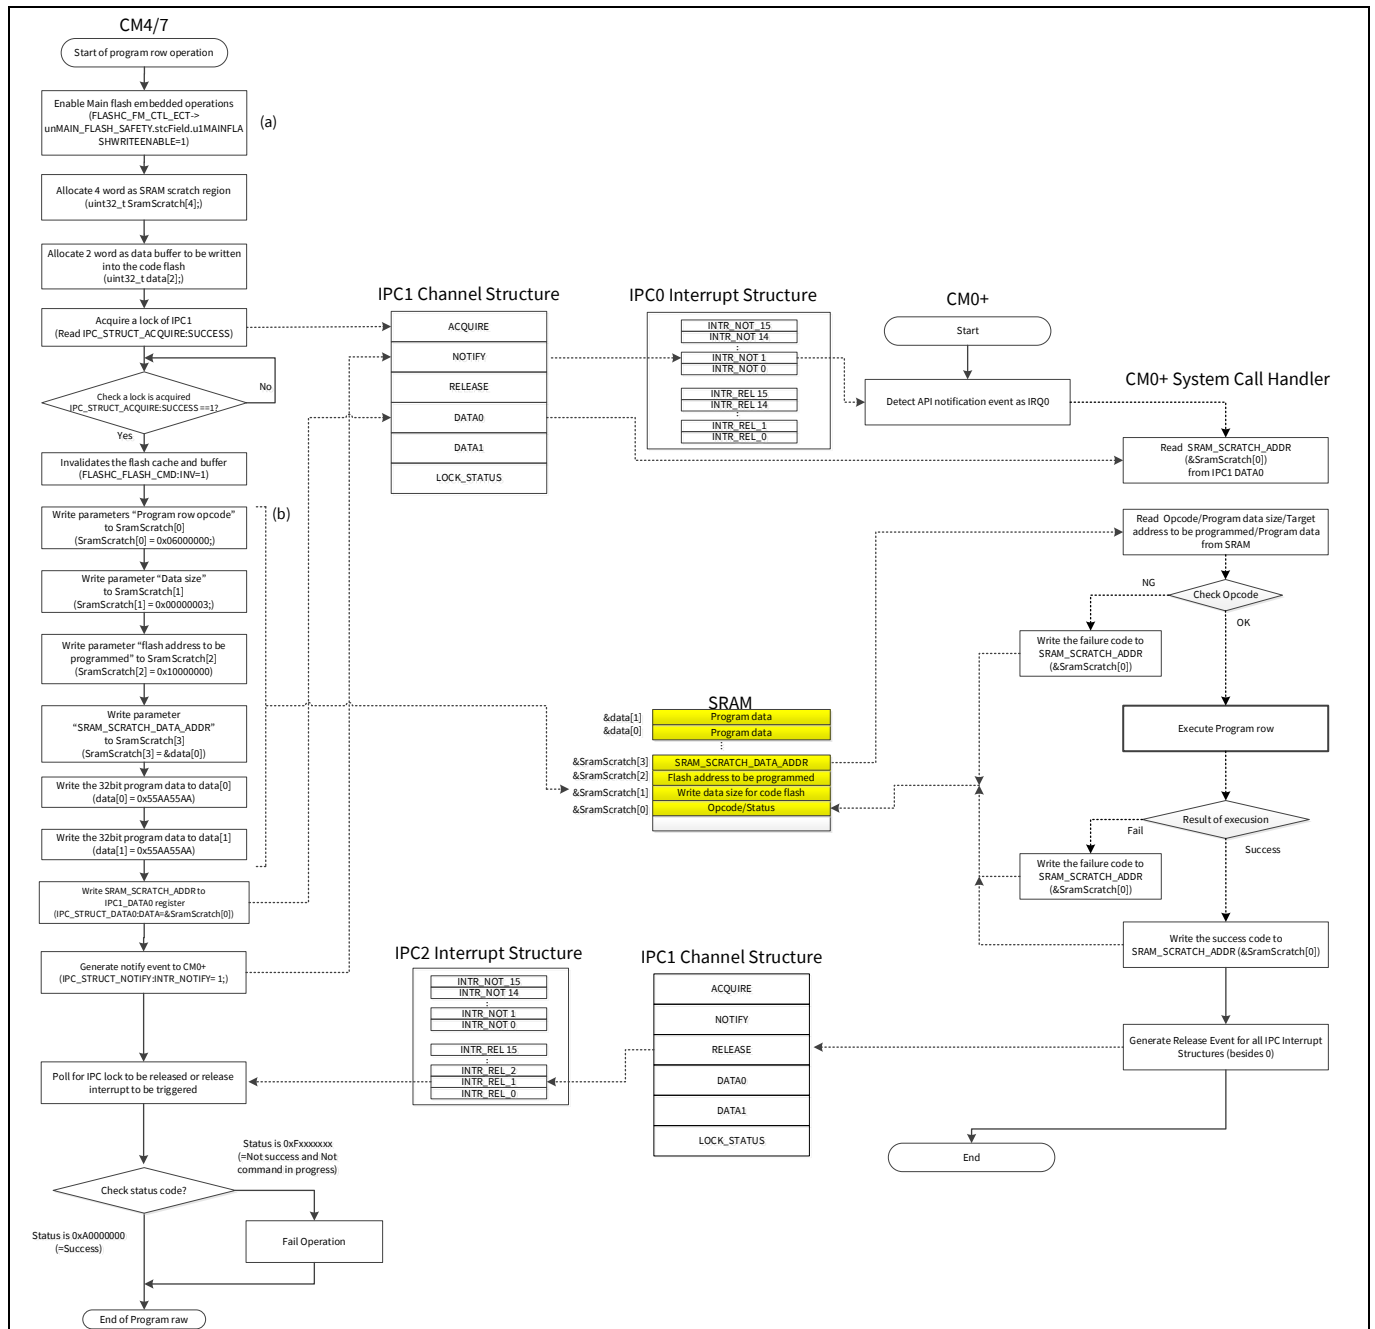 CM4/7
Start of program row operation
Enable Main flash embedded operations
(FLASHC_FM_CTL_ECT->
unMAIN_FLASH_SAFETY.stcField.u1MAINFLA
SHWRITEENABLE=1)
(a)
Allocate 4 word as SRAM scratch region
(uint32_t SramScratch[4];)
Allocate 2 word as data buffer to be written
into the code flash
(uint32_t data[2];)
Acquire a lock of IPC1
(Read IPC_STRUCT_ACQUIRE:SUCCESS)
Check a lock is acquired
IPC_STRUCT_ACQUIRE:SUCCESS ==1?
No
Yes
Invalidates the flash cache and buffer
(FLASHC_FLASH_CMD:INV=1)
(b)
Write parameters “Program row opcode”
to SramScratch[0]
(SramScratch[0] = 0x06000000;)
Write parameter “Data size”
to SramScratch[1]
(SramScratch[1] = 0x00000003;)
Write parameter “flash address to be
programmed” to SramScratch[2]
(SramScratch[2] = 0x10000000)
Write parameter
“SRAM_SCRATCH_DATA_ADDR”
to SramScratch[3]
(SramScratch[3] = &data[0])
Write the 32bit program data to data[0]
(data[0] = 0x55AA55AA)
Write the 32bit program data to data[1]
(data[1] = 0x55AA55AA)
Write SRAM_SCRATCH_ADDR to
IPC1_DATA0 register
(IPC_STRUCT_DATA0:DATA=&SramScratch[0])
Generate notify event to CM0+
(IPC_STRUCT_NOTIFY:INTR_NOTIFY= 1;)
Poll for IPC lock to be released or release
interrupt to be triggered
Check status code?
Status is 0xFxxxxxxx
(=Not success and Not
command in progress)
Fail Operation
Status is 0xA0000000
(=Success)
End of Program raw
IPC1 Channel Structure
ACQUIRE
NOTIFY
RELEASE
DATA0
DATA1
LOCK_STATUS
IPC0 Interrupt Structure
INTR_NOT_15
INTR_NOT 14
⋮
INTR_NOT 1
INTR_NOT 0
INTR_REL 15
INTR_REL 14
⋮
INTR_REL_1
INTR_REL_0
CM0+
Start
Detect API notification event as IRQ0
CM0+ System Call Handler
Read SRAM_SCRATCH_ADDR
(&SramScratch[0])
from IPC1 DATA0
Read Opcode/Program data size/Target
address to be programmed/Program data
from SRAM
Check Opcode
NG
OK
Write the failure code to
SRAM_SCRATCH_ADDR
(&SramScratch[0])
Execute Program row
Result of execution
Fail
Success
Write the failure code to
SRAM_SCRATCH_ADDR
(&SramScratch[0])
Write the success code to
SRAM_SCRATCH_ADDR (&SramScratch[0])
Generate Release Event for all IPC Interrupt
Structures (besides 0)
End
SRAM
&data[1] Program data
&data[0] Program data
⋮
&SramScratch[3] SRAM_SCRATCH_DATA_ADDR
&SramScratch[2] Flash address to be programmed
&SramScratch[1] Write data size for code flash
&SramScratch[0] Opcode/Status
IPC2 Interrupt Structure
INTR_NOT_15
INTR_NOT 14
⋮
INTR_NOT 1
INTR_NOT 0
INTR_REL 15
⋮
INTR_REL_2
INTR_REL_1
INTR_REL_0
IPC1 Channel Structure
ACQUIRE
NOTIFY
RELEASE
DATA0
DATA1
LOCK_STATUS